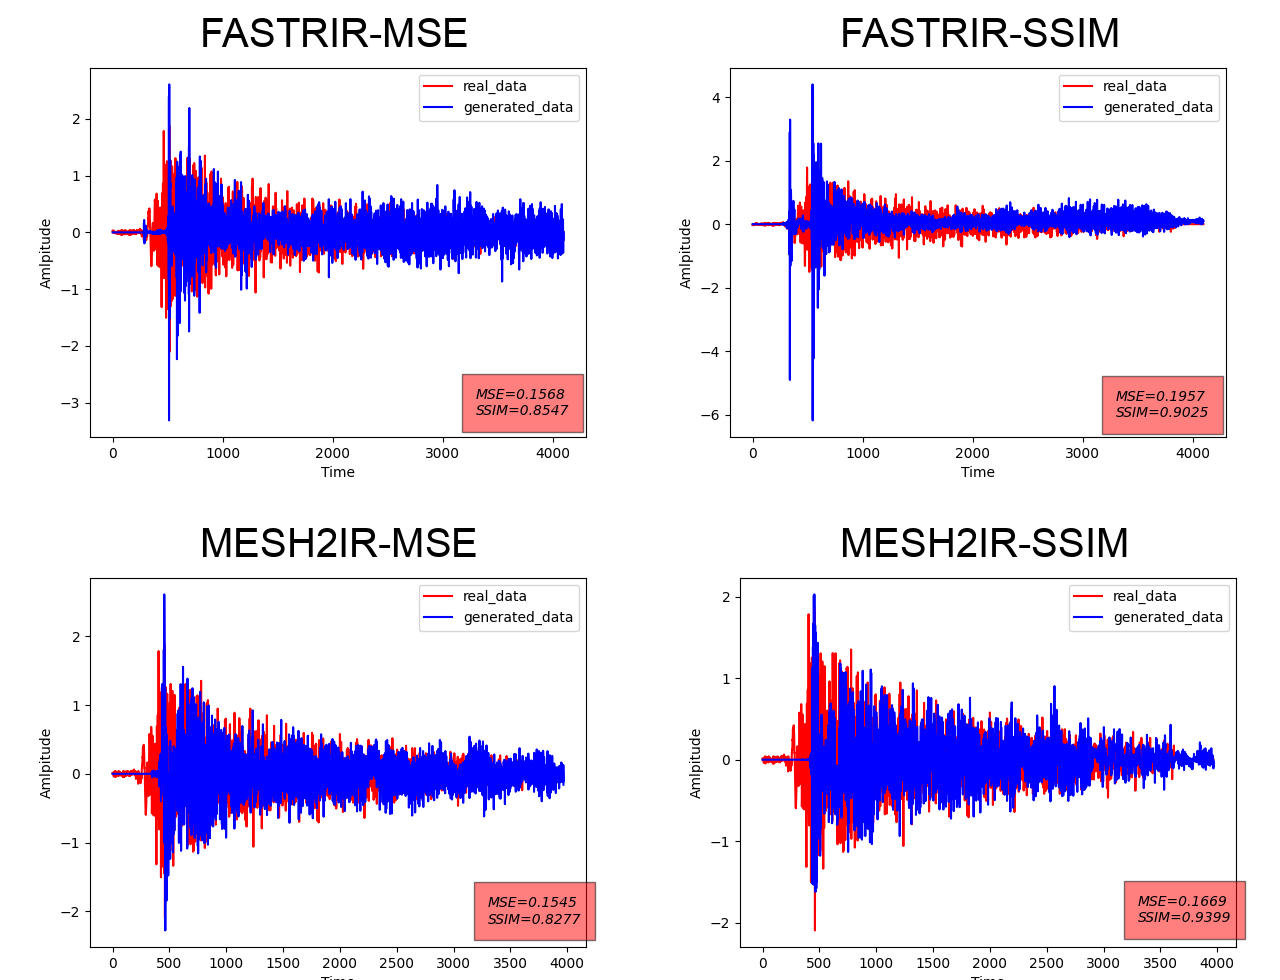 FASTRIR-MSE
real_data
generated_data
2
1
0
−1
−2
−3
Amlpitude
MSE=0.1568
SSIM=0.8547
0 1000 2000 3000 4000
Time
FASTRIR-SSIM
real_data
generated_data
4
2
0
−2
−4
−6
Amlpitude
MSE=0.1957
SSIM=0.9025
0 1000 2000 3000 4000
Time
MESH2IR-MSE
real_data
generated_data
2
1
0
−1
−2
Amlpitude
MSE=0.1545
SSIM=0.8277
0 500 1000 1500 2000 2500 3000 3500 4000
Time
MESH2IR-SSIM
real_data
generated_data
2
1
0
−1
−2
Amlpitude
MSE=0.1669
SSIM=0.9399
0 500 1000 1500 2000 2500 3000 3500 4000
Time